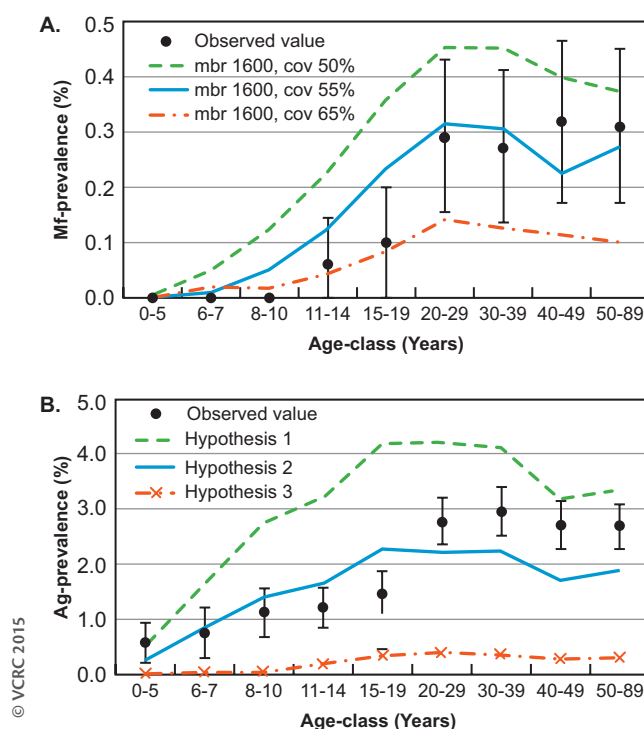 A.
0.5
0.4
0.3
0.2
0.1
0.0
Mf-prevalence (%)
Observed value
mbr 1600, cov 50%
mbr 1600, cov 55%
mbr 1600, cov 65%
0-5 6-7 8-10 11-14 15-19 20-29 30-39 40-49 50-89
Age-class (Years)
B.
5.0
4.0
3.0
2.0
1.0
0.0
Ag-prevalence (%)
Observed value
Hypothesis 1
Hypothesis 2
Hypothesis 3
0-5 6-7 8-10 11-14 15-19 20-29 30-39 40-49 50-89
Age-class (Years)
© VCRC 2015